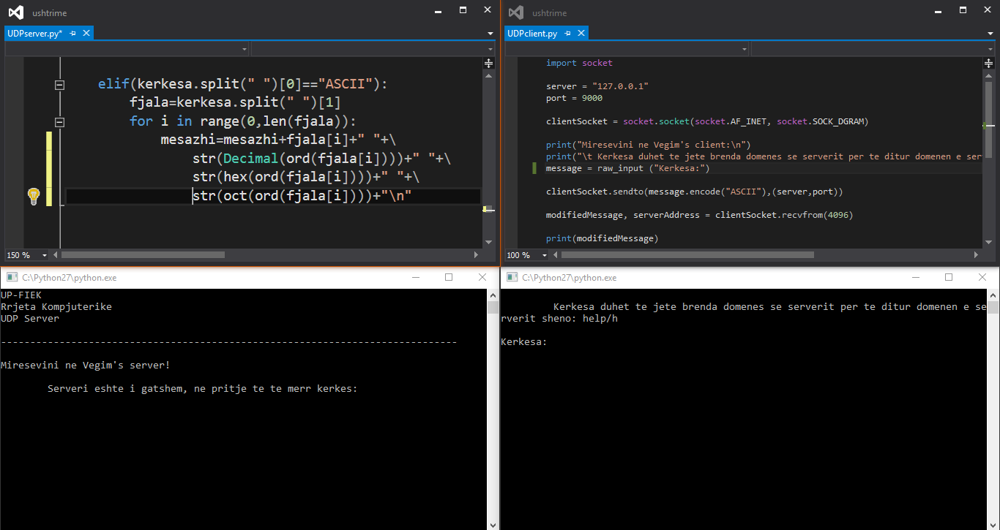 ushtrime
UDPserver.py*
elif(kerkesa.split(" ")[0]=="ASCII"):
fjala=kerkesa.split(" ")[1]
for i in range(0,len(fjala)):
mesazhi=mesazhi+fjala[i]+" "+\
str(Decimal(ord(fjala[i])))+" "+\
str(hex(ord(fjala[i])))+" "+\
str(oct(ord(fjala[i])))+"\n"
150 %
ushtrime
UDPclient.py
import socket
server = "127.0.0.1"
port = 9000
clientSocket = socket.socket(socket.AF_INET, socket.SOCK_DGRAM)
print("Miresevini ne Vegim's client:\n")
print("\t Kerkesa duhet te jete brenda domenes se serverit per te ditur domenen e ser
message = raw_input ("Kerkesa:")
clientSocket.sendto(message.encode("ASCII"),(server,port))
modifiedMessage, serverAddress = clientSocket.recvfrom(4096)
print(modifiedMessage)
100 %
C:\Python27\python.exe
UP-FIEK
Rrjeta Kompjuterike
UDP Server
------------------------------------------------------------------------------
Miresevini ne Vegim's server!
Serveri eshte i gatshem, ne pritje te te merr kerkes:
C:\Python27\python.exe
Kerkesa duhet te jete brenda domenes se serverit per te ditur domenen e se
rverit sheno: help/h
Kerkesa: